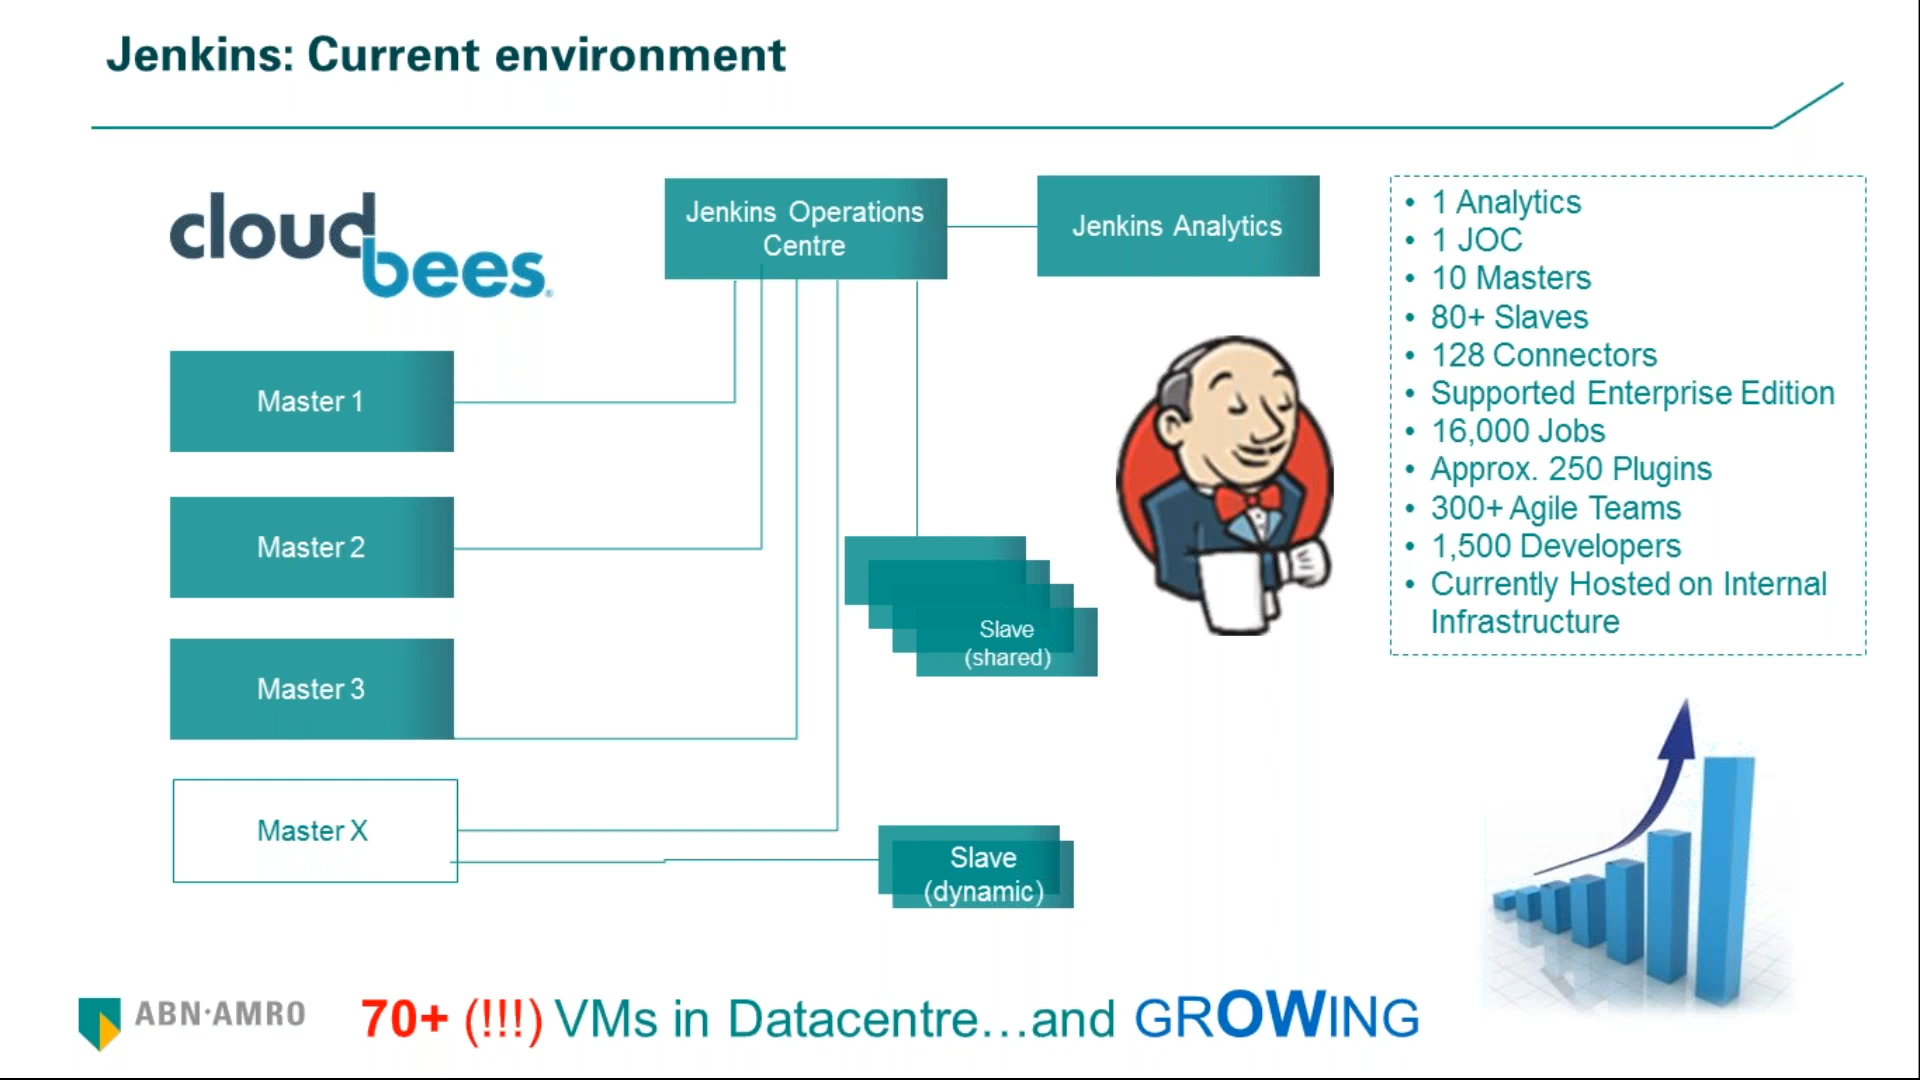 Jenkins: Current environment
cloud
bees.
Jenkins Operations
Centre
Jenkins Analytics
Master 1
Master 2
Master 3
Master X
Slave
(shared)
Slave
(dynamic)
• 1 Analytics
• 1 JOC
• 10 Masters
• 80+ Slaves
• 128 Connectors
• Supported Enterprise Edition
• 16,000 Jobs
• Approx. 250 Plugins
• 300+ Agile Teams
• 1,500 Developers
• Currently Hosted on Internal
Infrastructure
ABN·AMRO
70+ (!!!) VMs in Datacentre…and GROWING